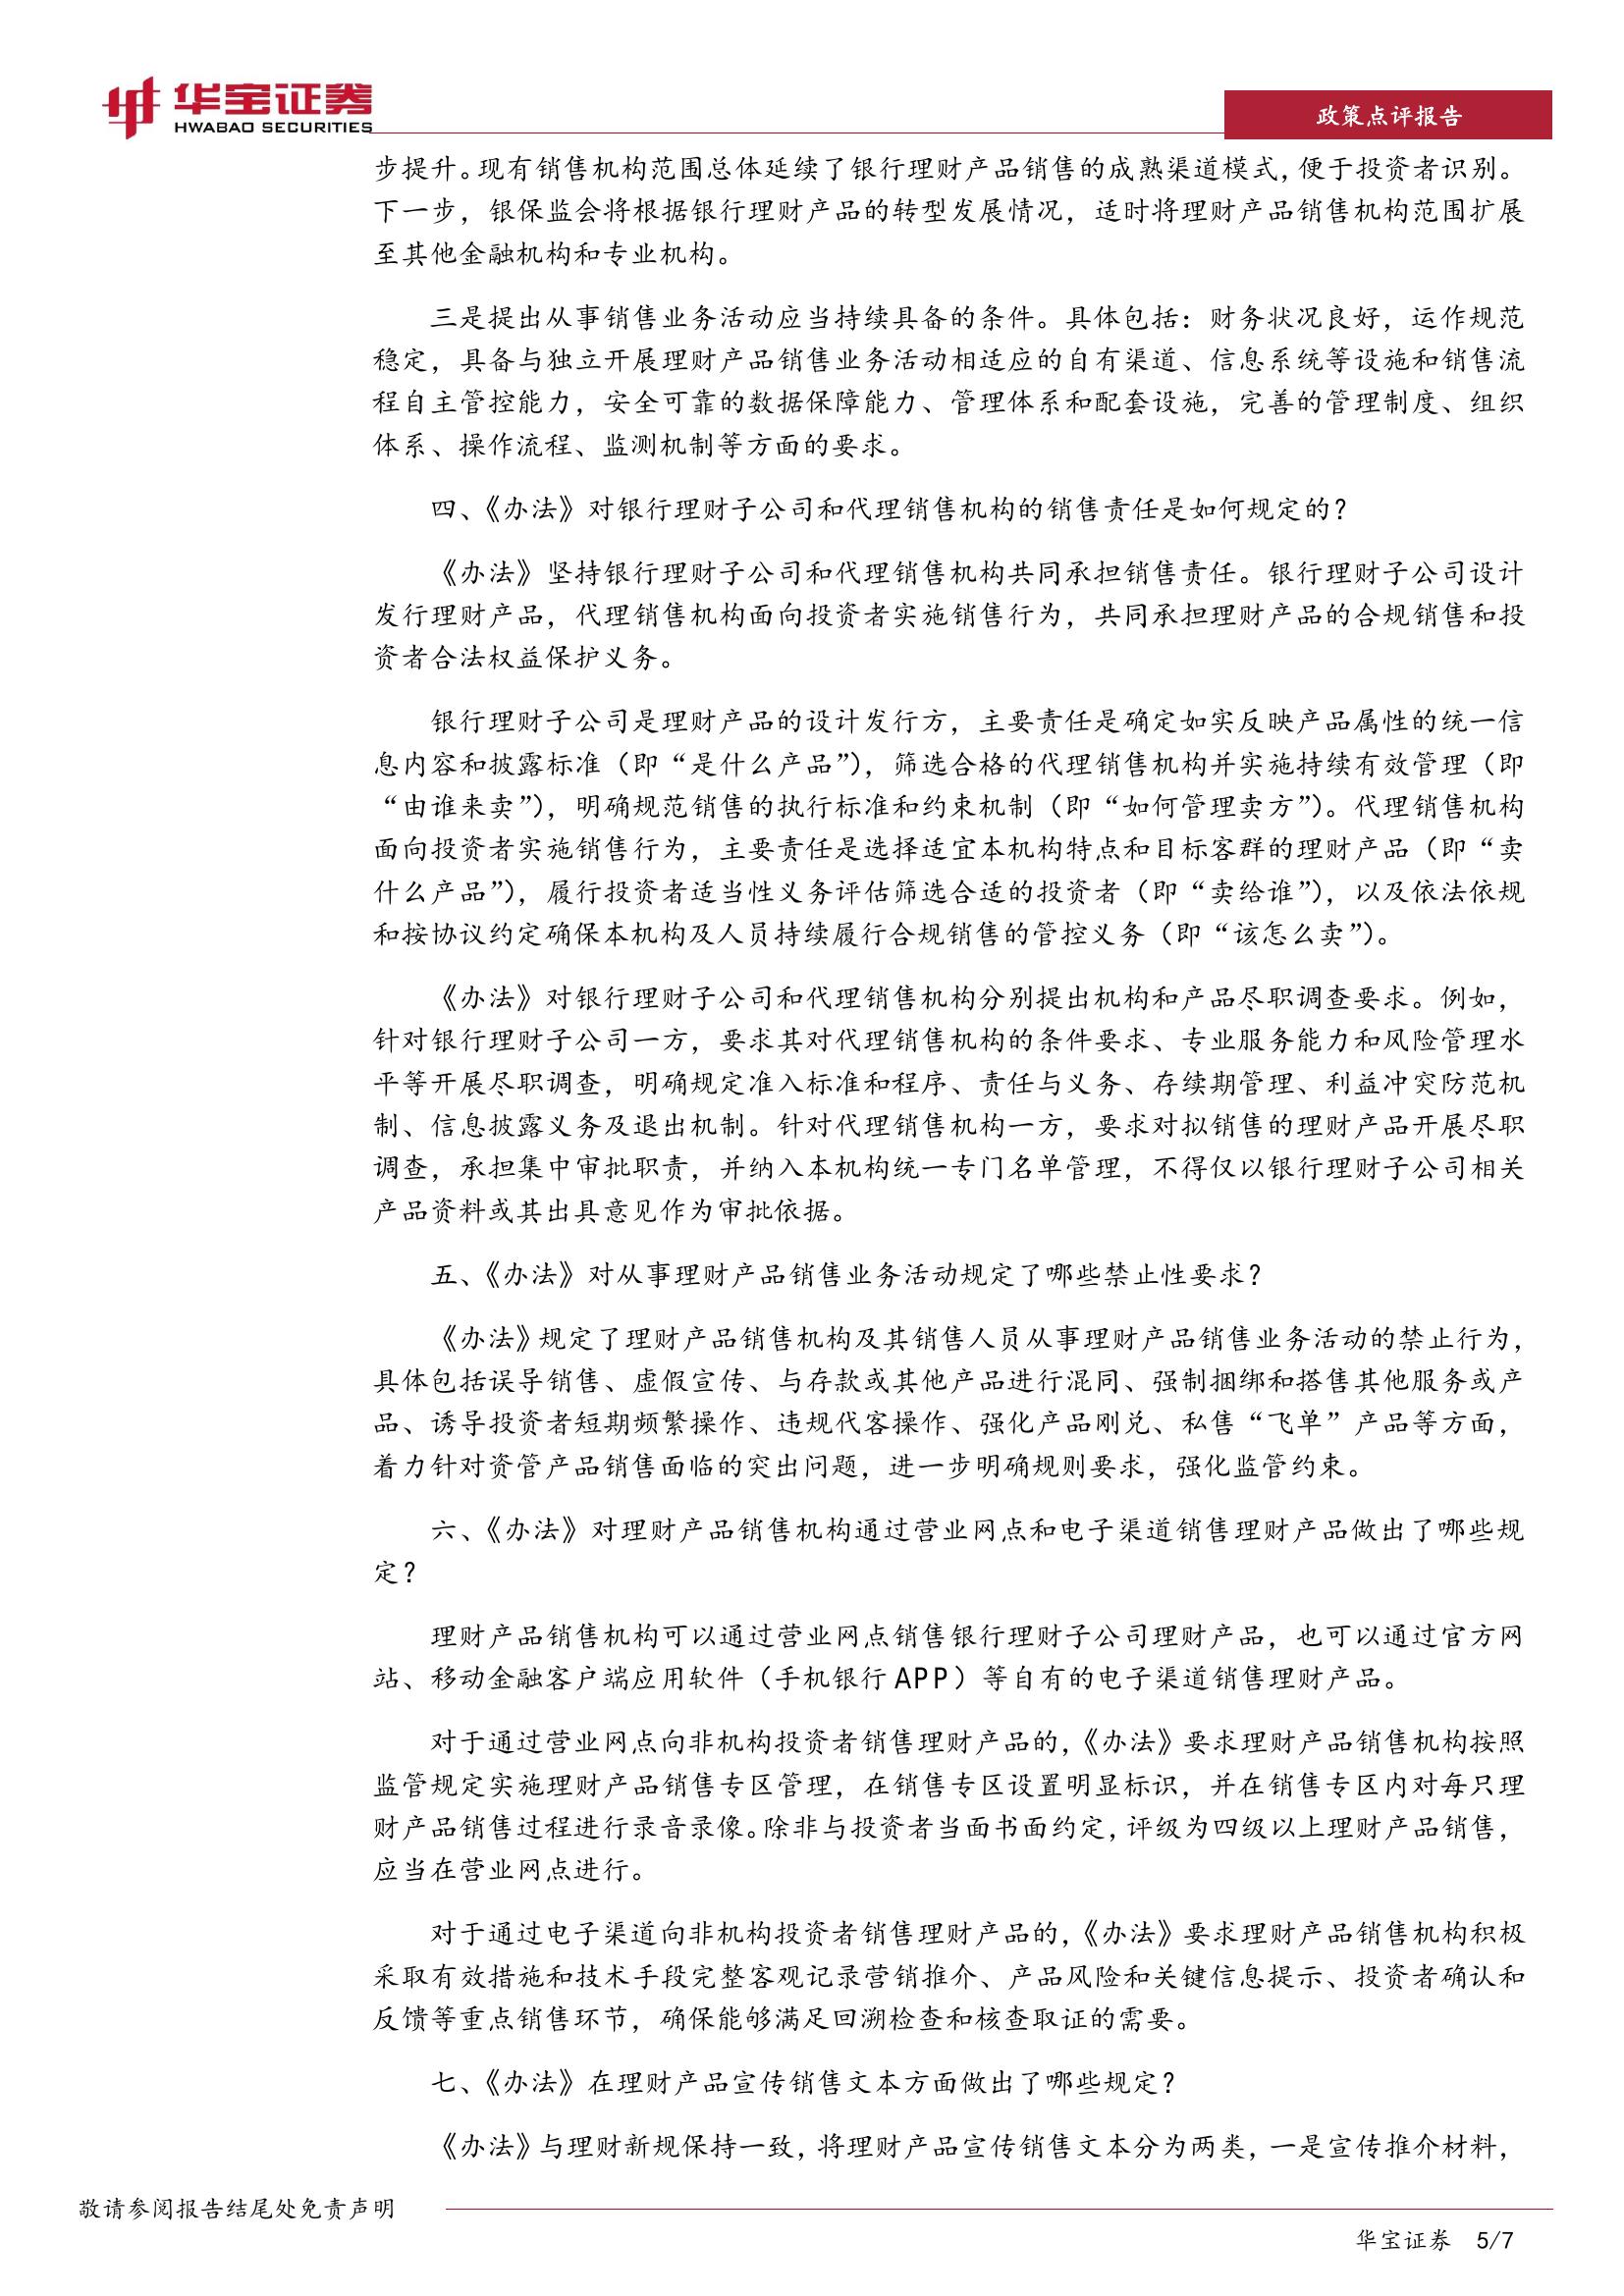 华宝证券
HWABAO SECURITIES
政策点评报告
步提升。现有销售机构范围总体延续了银行理财产品销售的成熟渠道模式，便于投资者识别。
下一步，银保监会将根据银行理财产品的转型发展情况，适时将理财产品销售机构范围扩展
至其他金融机构和专业机构。
三是提出从事销售业务活动应当持续具备的条件。具体包括：财务状况良好，运作规范
稳定，具备与独立开展理财产品销售业务活动相适应的自有渠道、信息系统等设施和销售流
程自主管控能力，安全可靠的数据保障能力、管理体系和配套设施，完善的管理制度、组织
体系、操作流程、监测机制等方面的要求。
四、《办法》对银行理财子公司和代理销售机构的销售责任是如何规定的？
《办法》坚持银行理财子公司和代理销售机构共同承担销售责任。银行理财子公司设计
发行理财产品，代理销售机构面向投资者实施销售行为，共同承担理财产品的合规销售和投
资者合法权益保护义务。
银行理财子公司是理财产品的设计发行方，主要责任是确定如实反映产品属性的统一信
息内容和披露标准（即“是什么产品”），筛选合格的代理销售机构并实施持续有效管理（即
“由谁来卖”），明确规范销售的执行标准和约束机制（即“如何管理卖方”）。代理销售机构
面向投资者实施销售行为，主要责任是选择适宜本机构特点和目标客群的理财产品（即“卖
什么产品”），履行投资者适当性义务评估筛选合适的投资者（即“卖给谁”），以及依法依规
和按协议约定确保本机构及人员持续履行合规销售的管控义务（即“该怎么卖”）。
《办法》对银行理财子公司和代理销售机构分别提出机构和产品尽职调查要求。例如，
针对银行理财子公司一方，要求其对代理销售机构的条件要求、专业服务能力和风险管理水
平等开展尽职调查，明确规定准入标准和程序、责任与义务、存续期管理、利益冲突防范机
制、信息披露义务及退出机制。针对代理销售机构一方，要求对拟销售的理财产品开展尽职
调查，承担集中审批职责，并纳入本机构统一专门名单管理，不得仅以银行理财子公司相关
产品资料或其出具意见作为审批依据。
五、《办法》对从事理财产品销售业务活动规定了哪些禁止性要求？
《办法》规定了理财产品销售机构及其销售人员从事理财产品销售业务活动的禁止行为，
具体包括误导销售、虚假宣传、与存款或其他产品进行混同、强制捆绑和搭售其他服务或产
品、诱导投资者短期频繁操作、违规代客操作、强化产品刚兑、私售“飞单”产品等方面，
着力针对资管产品销售面临的突出问题，进一步明确规则要求，强化监管约束。
六、《办法》对理财产品销售机构通过营业网点和电子渠道销售理财产品做出了哪些规
定？
理财产品销售机构可以通过营业网点销售银行理财子公司理财产品，也可以通过官方网
站、移动金融客户端应用软件（手机银行 APP）等自有的电子渠道销售理财产品。
对于通过营业网点向非机构投资者销售理财产品的，《办法》要求理财产品销售机构按照
监管规定实施理财产品销售专区管理，在销售专区设置明显标识，并在销售专区内对每只理
财产品销售过程进行录音录像。除非与投资者当面书面约定，评级为四级以上理财产品销售，
应当在营业网点进行。
对于通过电子渠道向非机构投资者销售理财产品的，《办法》要求理财产品销售机构积极
采取有效措施和技术手段完整客观记录营销推介、产品风险和关键信息提示、投资者确认和
反馈等重点销售环节，确保能够满足回溯检查和核查取证的需要。
七、《办法》在理财产品宣传销售文本方面做出了哪些规定？
《办法》与理财新规保持一致，将理财产品宣传销售文本分为两类，一是宣传推介材料，
敬请参阅报告结尾处免责声明
华宝证券 5/7